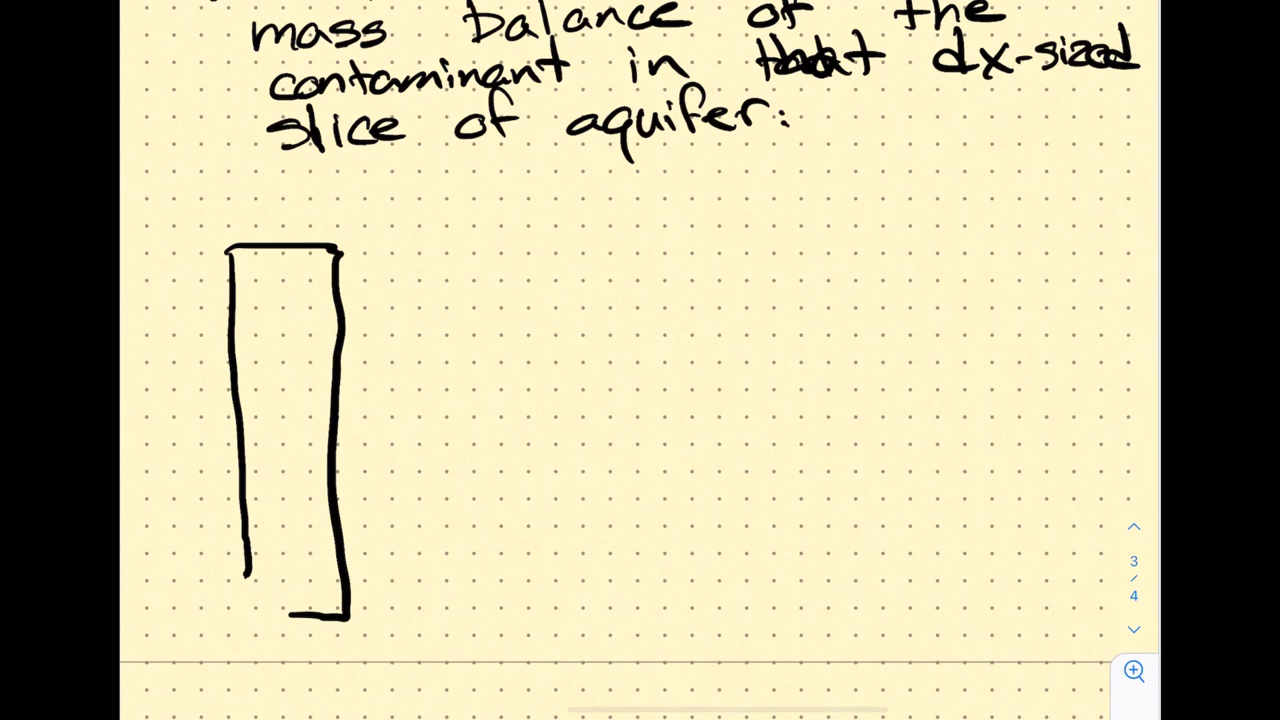 mass balance of the
contaminant in that dx-sized
slice of aquifer:
3
/
4